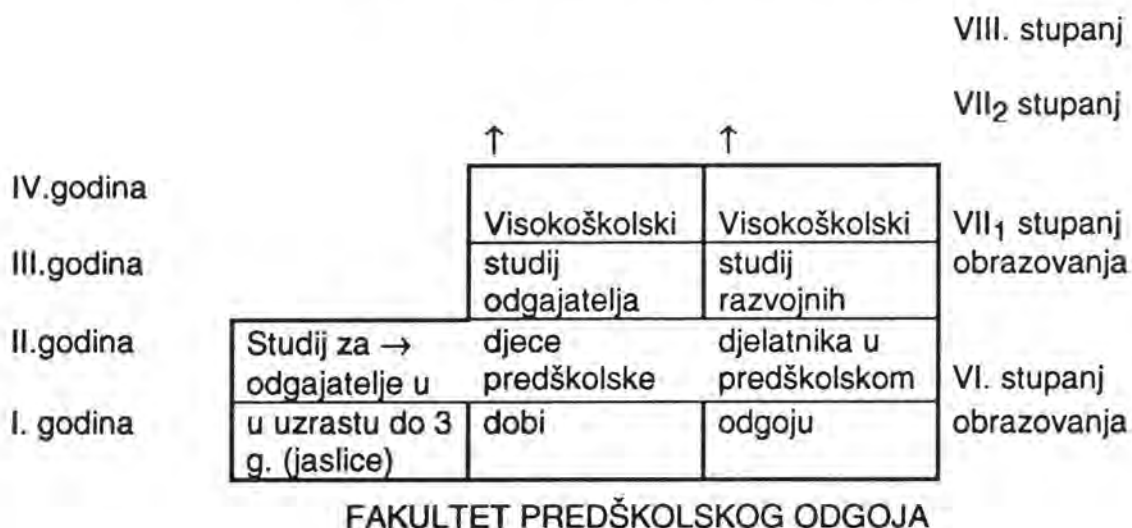 VIII. stupanj
VII2 stupanj
↑ ↑
IV.godina
Visokoškolski Visokoškolski VII1 stupanj
III.godina studij studij obrazovanja
odgajatelja razvojnih
II.godina Studij za → djece djelatnika u
odgajatelje u predškolske predškolskom VI. stupanj
I. godina u uzrastu do 3 dobi odgoju obrazovanja
g. (jaslice)
FAKULTET PREDŠKOLSKOG ODGOJA